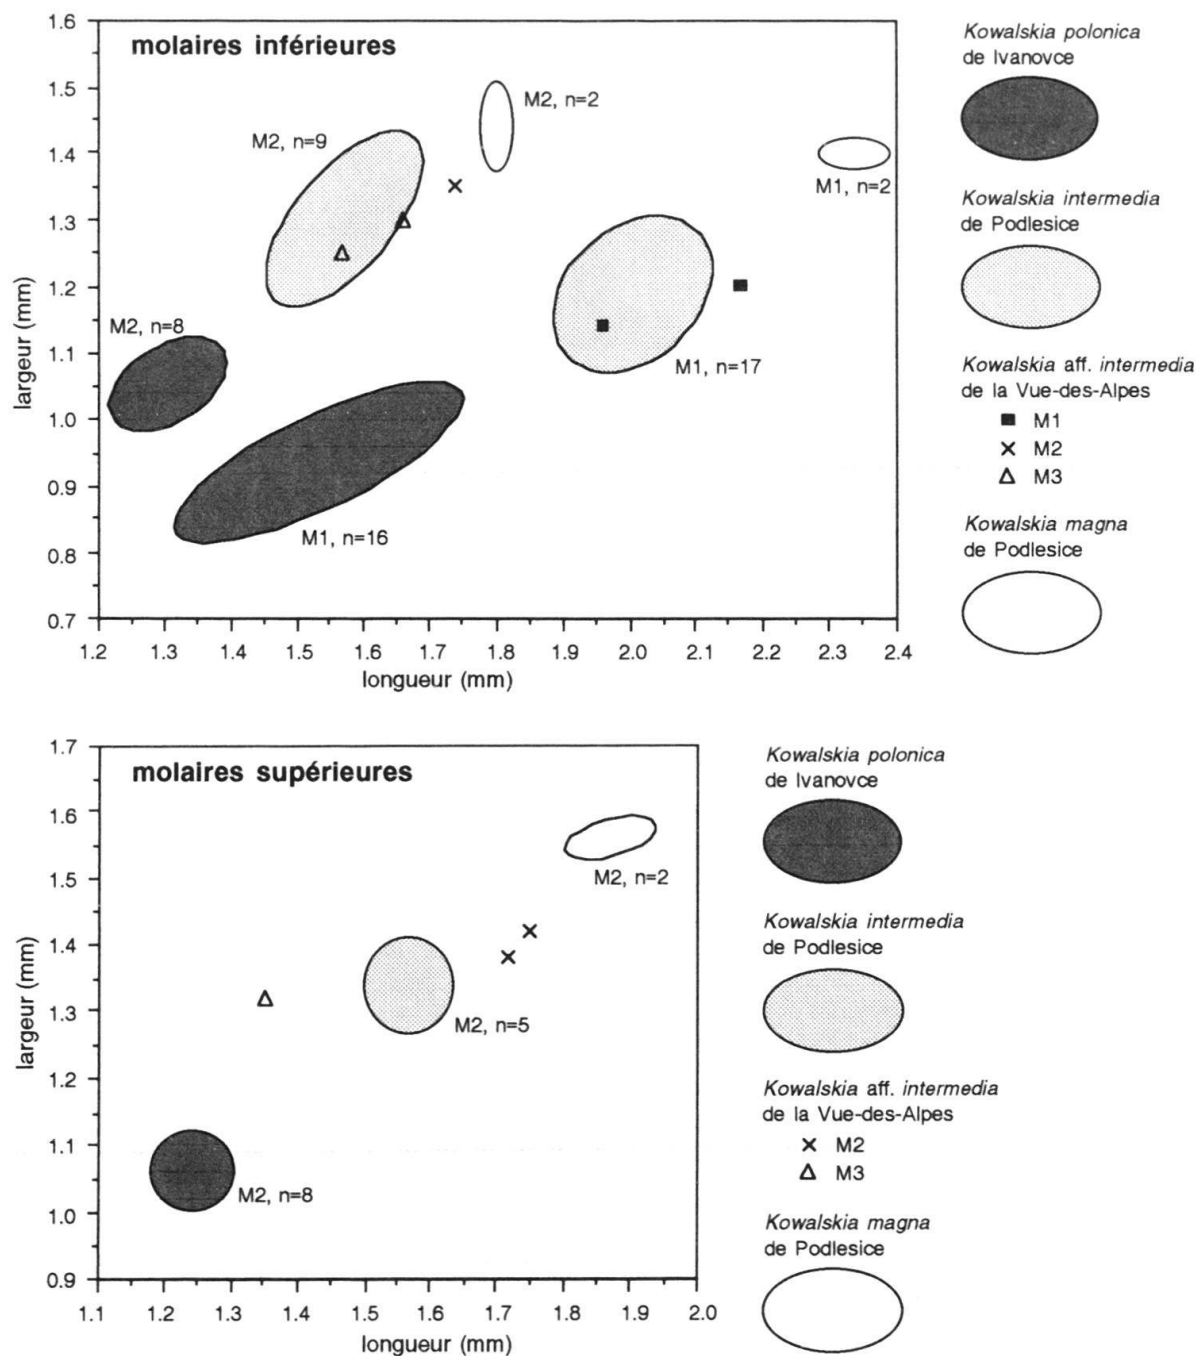 molaires inférieures
1.6
1.5
1.4
1.3
1.2
1.1
1.0
0.9
0.8
0.7
largeur (mm)
M2, n=2
M2, n=9
M1, n=2
M2, n=8
M1, n=17
M1, n=16
1.2 1.3 1.4 1.5 1.6 1.7 1.8 1.9 2.0 2.1 2.2 2.3 2.4
longueur (mm)
Kowalskia polonica
de Ivanovce
Kowalskia intermedia
de Podlesice
Kowalskia aff. intermedia
de la Vue-des-Alpes
M1
M2
M3
Kowalskia magna
de Podlesice
molaires supérieures
1.7
1.6
1.5
1.4
1.3
1.2
1.1
1.0
0.9
largeur (mm)
M2, n=2
M2, n=5
M2, n=8
1.1 1.2 1.3 1.4 1.5 1.6 1.7 1.8 1.9 2.0
longueur (mm)
Kowalskia polonica
de Ivanovce
Kowalskia intermedia
de Podlesice
Kowalskia aff. intermedia
de la Vue-des-Alpes
M2
M3
Kowalskia magna
de Podlesice